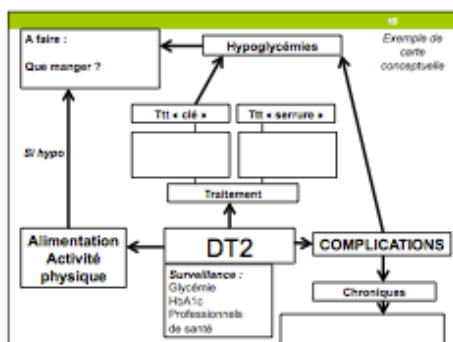 15
A faire :
Que manger ?
Hypoglycémies
Exemple de
carte
conceptuelle
Ttt « clé »
Ttt « serrure »
Si hypo
Traitement
Alimentation
Activité
physique
DT2
COMPLICATIONS
Surveillance :
Glycémie
HbA1c
Professionnels
de santé
Chroniques